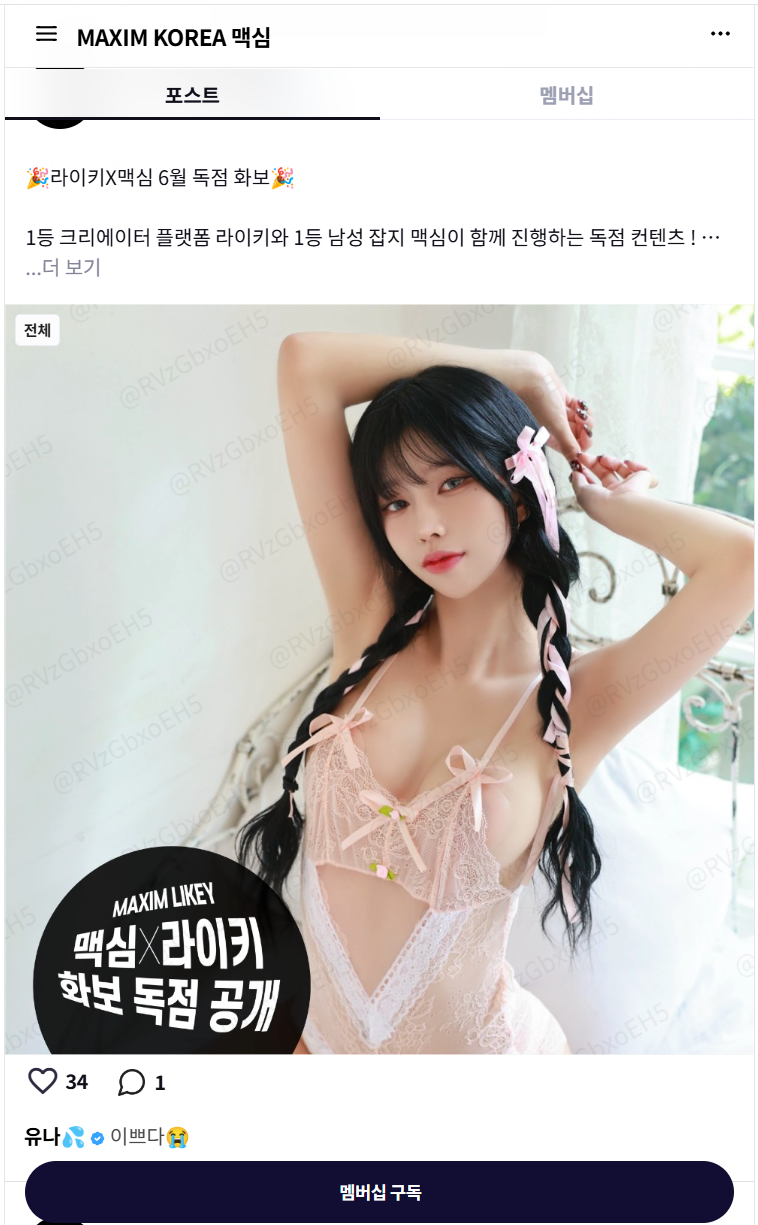 MAXIM KOREA 맥심
포스트
멤버십
🎉라이키X맥심 6월 독점 화보🎉
1등 크리에이터 플랫폼 라이키와 1등 남성 잡지 맥심이 함께 진행하는 독점 컨텐츠 ! ⋯
...더 보기
전체
@RVzGbxoEH5
MAXIM LIKEY
맥심X라이키
화보 독점 공개
34
1
유나💦 이쁘다😭
멤버십 구독